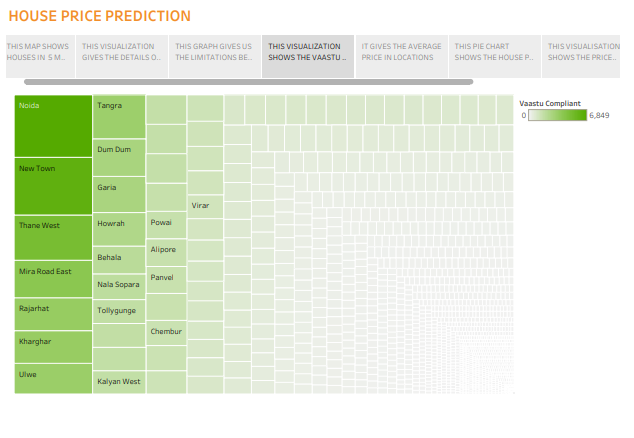 HOUSE PRICE PREDICTION
THIS MAP SHOWS
HOUSES IN 5 M..
THIS VISUALIZATION
GIVES THE DETAILS O..
THIS GRAPH GIVES US
THE LIMITATIONS BE..
THIS VISUALIZATION
SHOWS THE VAASTU ..
IT GIVES THE AVERAGE
PRICE IN LOCATIONS
THIS PIE CHART
SHOWS THE HOUSE P..
THIS VISUALISATION
SHOWS THE PRICE..
Vaastu Compliant
0 6,849
Noida
New Town
Thane West
Mira Road East
Rajarhat
Kharghar
Ulwe
Tangra
Dum Dum
Garia
Howrah
Behala
Nala Sopara
Tollygunge
Kalyan West
Powai
Alipore
Panvel
Chembur
Virar